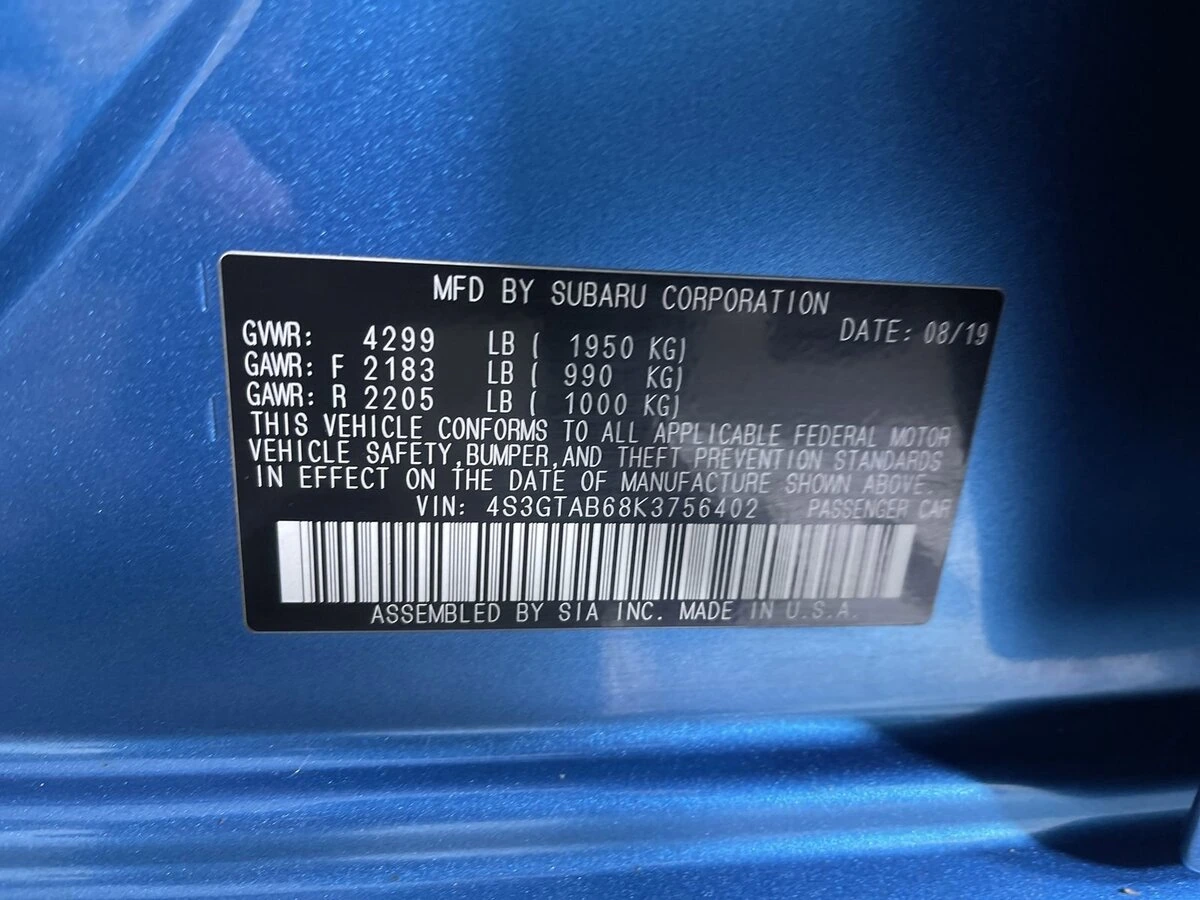 MFD BY SUBARU CORPORATION
DATE: 08/19
GVWR: 4299 LB ( 1950 KG)
GAWR: F 2183 LB ( 990 KG)
GAWR: R 2205 LB ( 1000 KG)
THIS VEHICLE CONFORMS TO ALL APPLICABLE FEDERAL MOTOR
VEHICLE SAFETY,BUMPER,AND THEFT PREVENTION STANDARDS
IN EFFECT ON THE DATE OF MANUFACTURE SHOWN ABOVE.
VIN: 4S3GTAB68K3756402 PASSENGER CAR
ASSEMBLED BY SIA INC. MADE IN U.S.A.